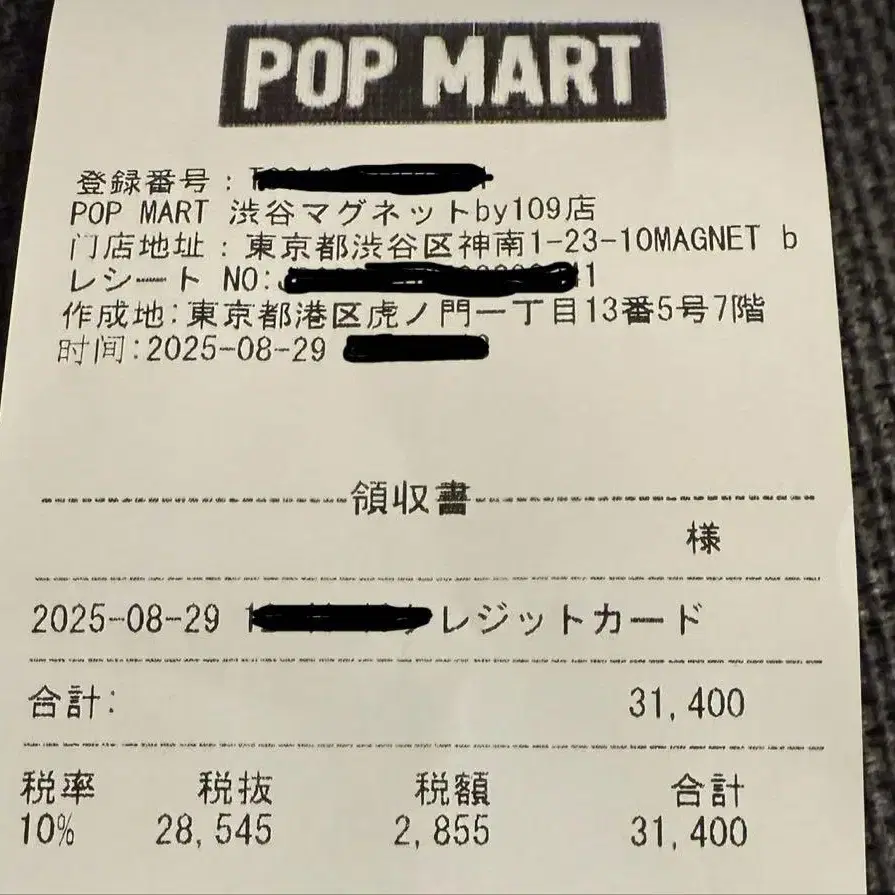 POP MART
登録番号:
POP MART 渋谷マグネットby109店
门店地址：東京都渋谷区神南1-23-10MAGNET b
レシート NO: 1
作成地:東京都港区虎ノ門一丁目13番5号7階
时间:2025-08-29
領収書
様
2025-08-29 レジットカード
合計: 31,400
税率 税抜 税額 合計
10% 28,545 2,855 31,400